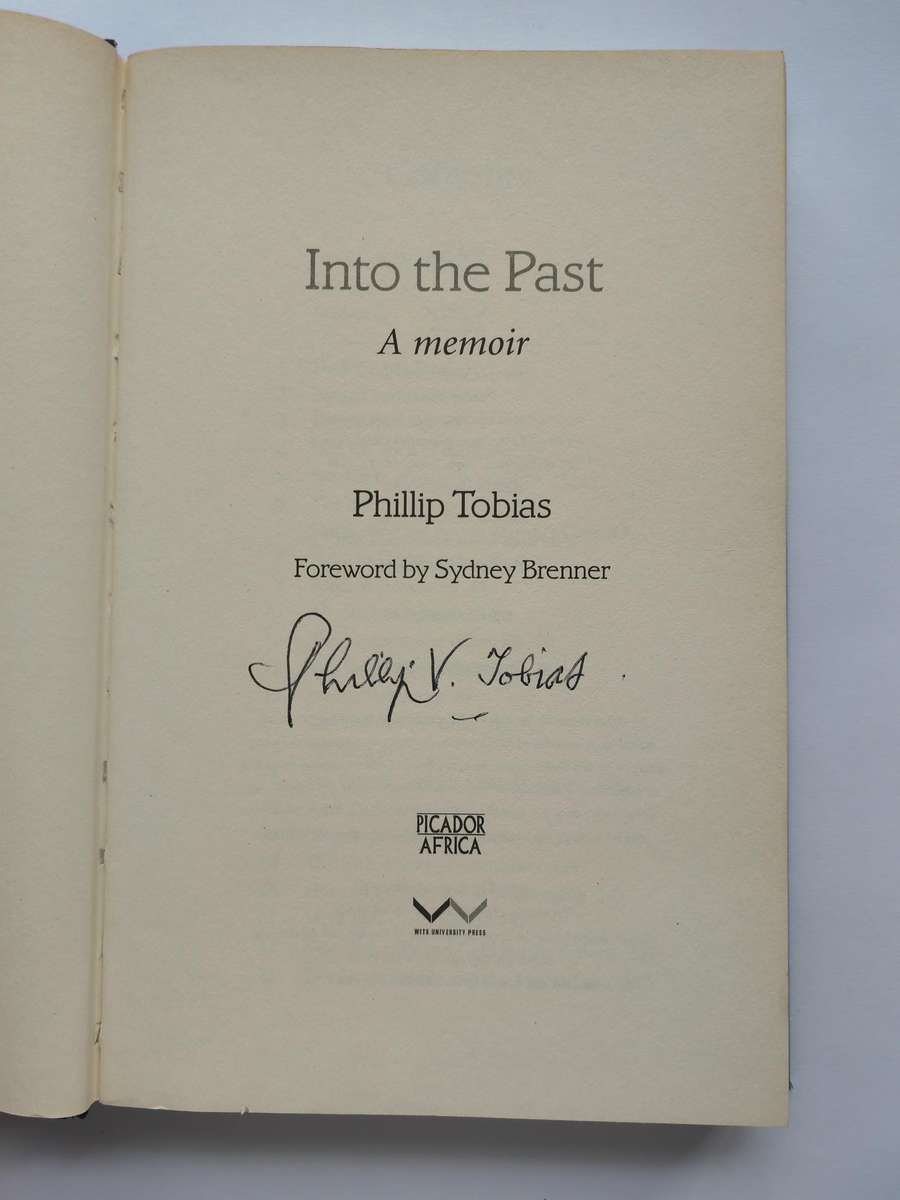 Into the Past
A memoir
Phillip Tobias
Foreword by Sydney Brenner
Phillip V. Tobias.
PICADOR
AFRICA
WITS UNIVERSITY PRESS